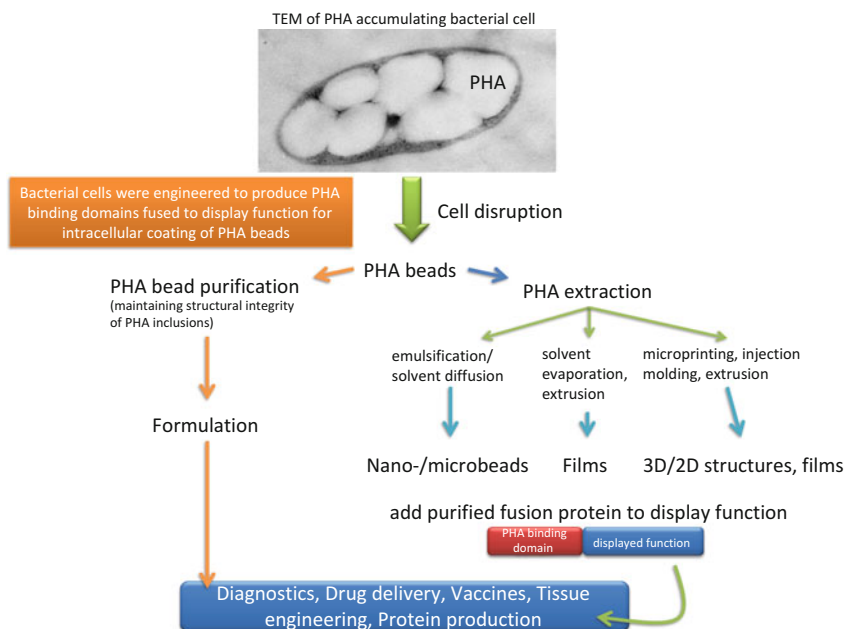 TEM of PHA accumulating bacterial cell
PHA
Bacterial cells were engineered to produce PHA
binding domains fused to display function for
intracellular coating of PHA beads
Cell disruption
PHA beads
PHA bead purification
(maintaining structural integrity
of PHA inclusions)
PHA extraction
emulsification/
solvent diffusion
solvent
evaporation,
extrusion
microprinting, injection
molding, extrusion
Formulation
Nano-/microbeads
Films
3D/2D structures, films
add purified fusion protein to display function
PHA binding
domain
displayed function
Diagnostics, Drug delivery, Vaccines, Tissue
engineering, Protein production